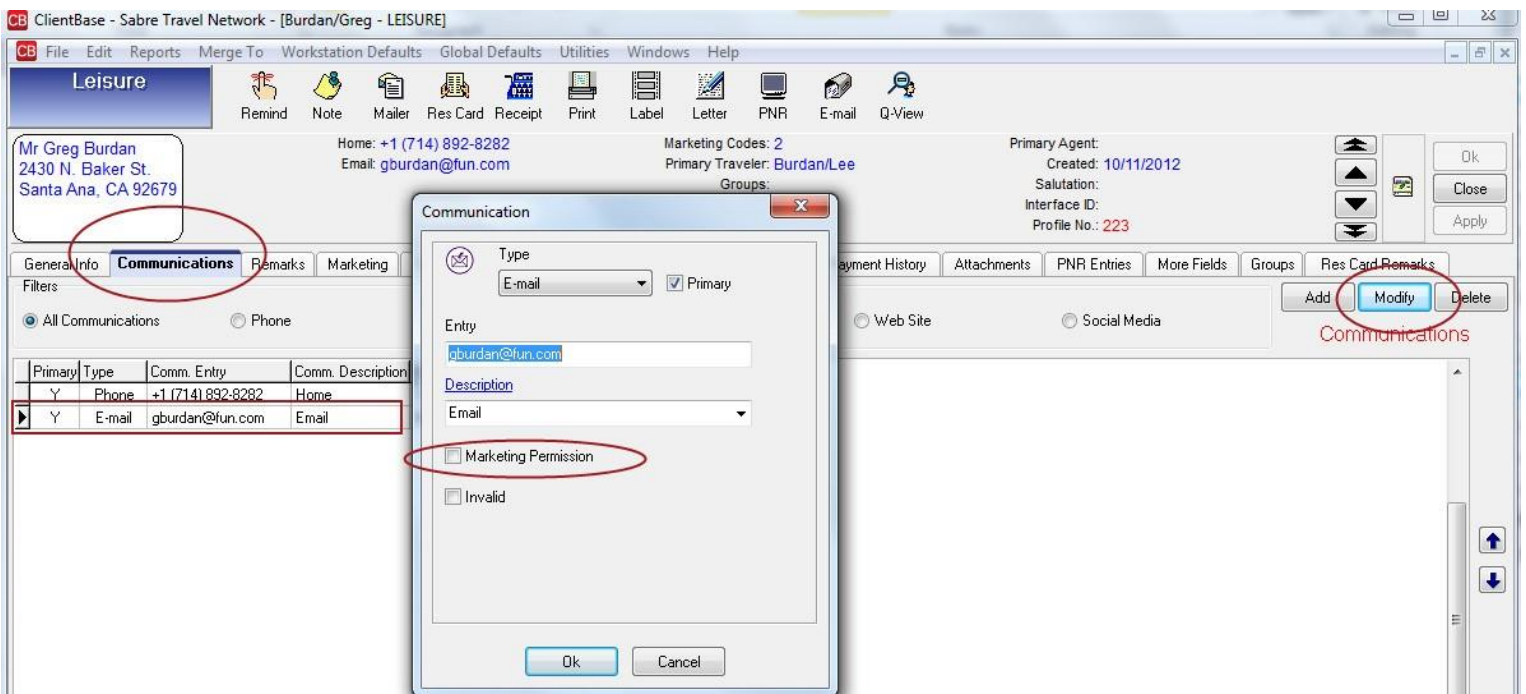 CB ClientBase - Sabre Travel Network - [Burdan/Greg - LEISURE]
CB File Edit Reports Merge To Workstation Defaults Global Defaults Utilities Windows Help
Leisure
Remind Note Mailer Res Card Receipt Print Label Letter PNR E-mail Q-View
Mr Greg Burdan
2430 N. Baker St.
Santa Ana, CA 92679
Home: +1 (714) 892-8282
Email: gburdan@fun.com
Marketing Codes: 2
Primary Traveler: Burdan/Lee
Groups:
Primary Agent:
Created: 10/11/2012
Salutation:
Interface ID:
Profile No.: 223
Ok
Close
Apply
General Info Communications Remarks Marketing ayment History Attachments PNR Entries More Fields Groups Res Card Remarks
Filters
All Communications Phone Web Site Social Media
Add Modify Delete
Communications
Primary Type Comm. Entry Comm. Description
Y Phone +1 (714) 892-8282 Home
Y E-mail gburdan@fun.com Email
Communication
Type
E-mail Primary
Entry
gburdan@fun.com
Description
Email
Marketing Permission
Invalid
Ok Cancel